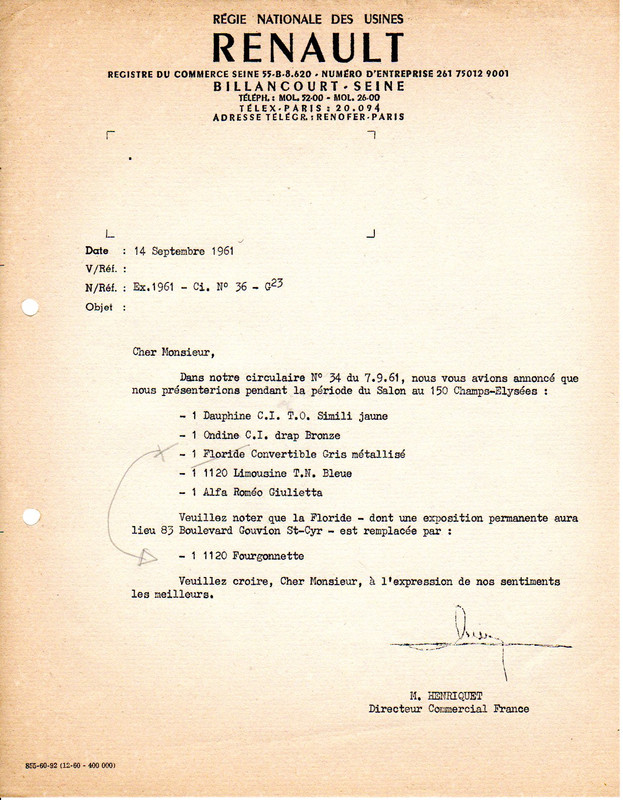 RÉGIE NATIONALE DES USINES
RENAULT
REGISTRE DU COMMERCE SEINE 55-B-8.620 - NUMÉRO D'ENTREPRISE 261 75012 9001
BILLANCOURT - SEINE
TÉLÉPH. : MOL. 52-00 - MOL. 26-00
TÉLEX - PARIS : 20.094
ADRESSE TÉLÉGR. : RENOFER - PARIS
Date : 14 Septembre 1961
V/Réf. :
N/Réf. : Ex.1961 - Ci. N° 36 - G23
Objet :
Cher Monsieur,
Dans notre circulaire N° 34 du 7.9.61, nous vous avions annoncé que
nous présenterions pendant la période du Salon au 150 Champs-Elysées :
- 1 Dauphine C.I. T.O. Simili jaune
- 1 Ondine C.I. drap Bronze
- 1 Floride Convertible Gris métallisé
- 1 1120 Limousine T.N. Bleue
- 1 Alfa Roméo Giulietta
Veuillez noter que la Floride - dont une exposition permanente aura
lieu 83 Boulevard Gouvion St-Cyr - est remplacée par :
- 1 1120 Fourgonnette
Veuillez croire, Cher Monsieur, à l'expression de nos sentiments
les meilleurs.
M. HENRIQUET
Directeur Commercial France
855-60-92 (12-60 - 400 000)